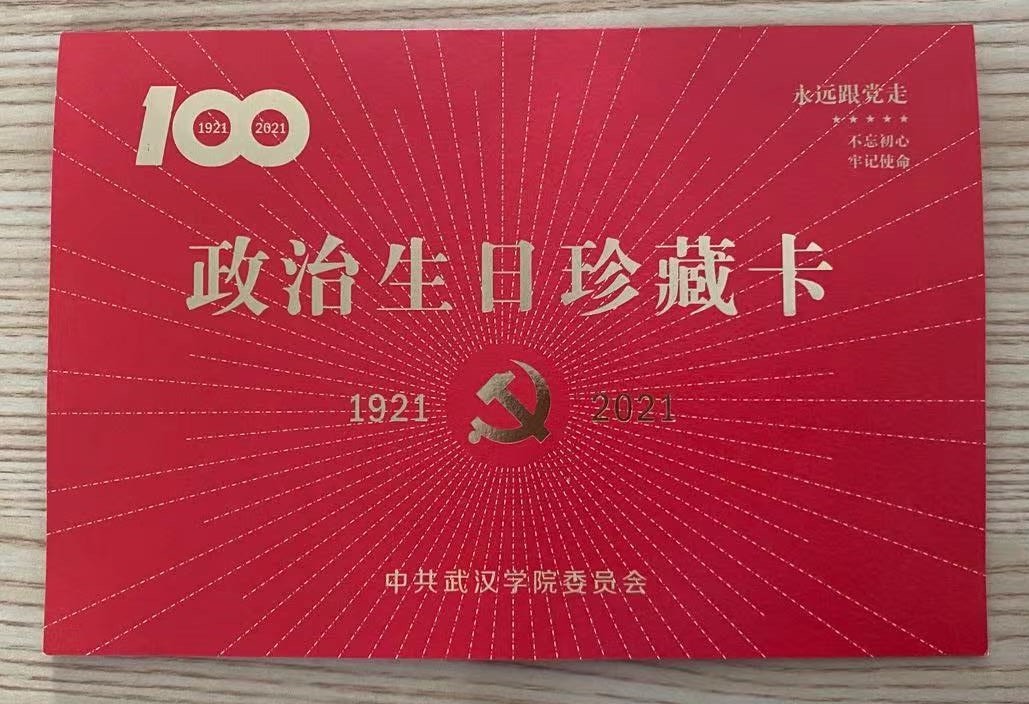 100
1921 2021
永远跟党走
★★★★★
不忘初心
牢记使命
政治生日珍藏卡
1921 2021
中共武汉学院委员会